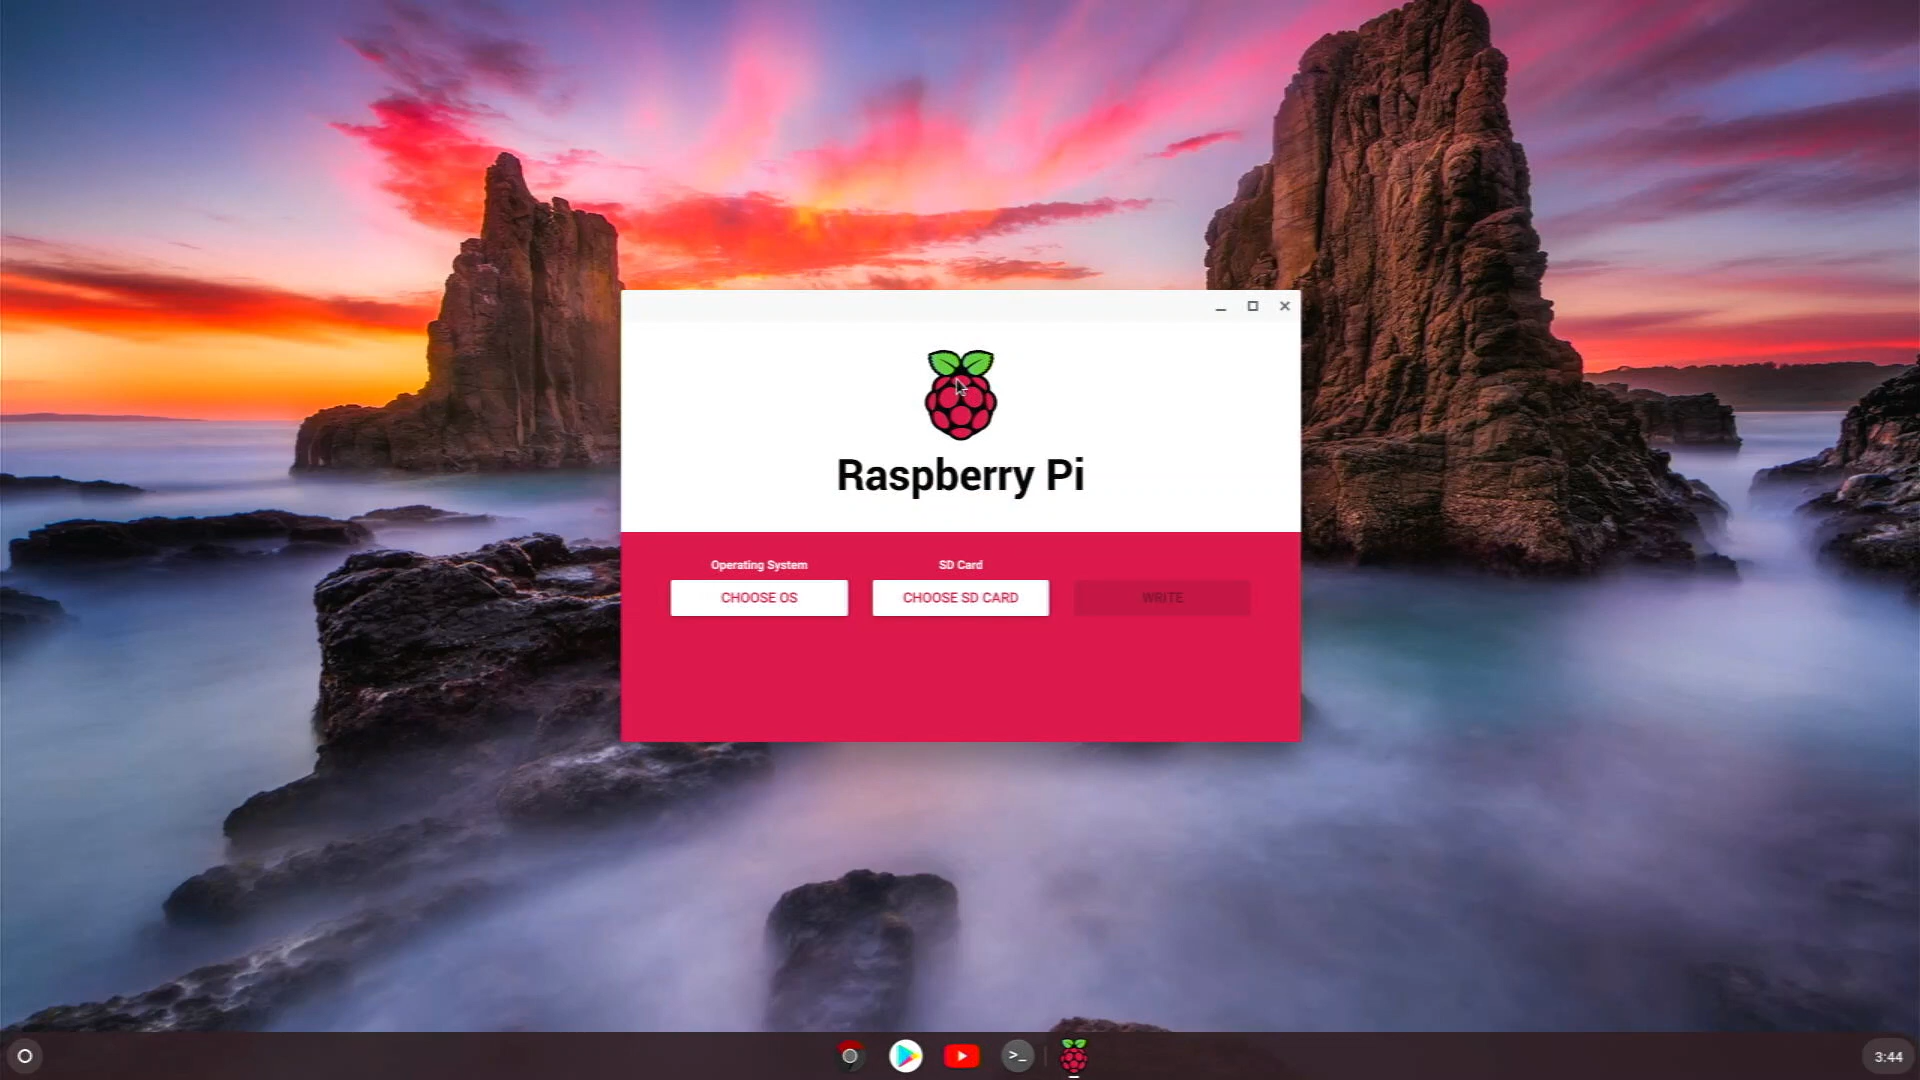 Raspberry Pi
Operating System
SD Card
CHOOSE OS
CHOOSE SD CARD
WRITE
>_
3:44